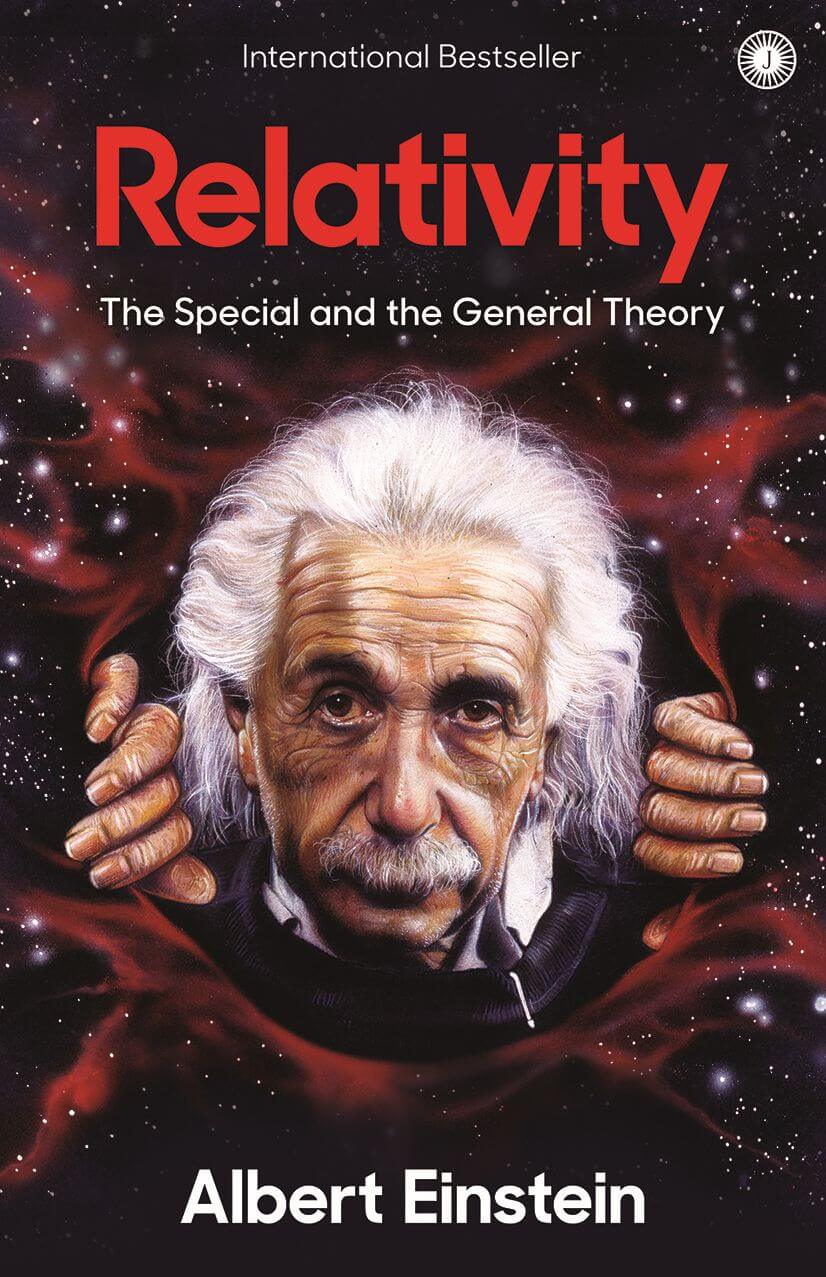 International Bestseller
J
Relativity
The Special and the General Theory
Albert Einstein